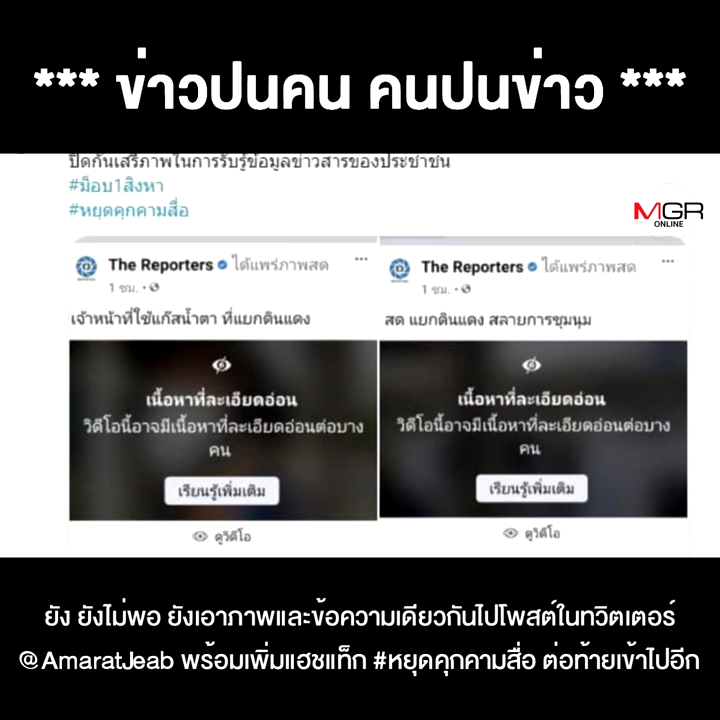 *** ข่าวปนคน คนปนข่าว ***
ปิดกั้นเสรีภาพในการรับรู้ข้อมูลข่าวสารของประชาชน
#ม็อบ1สิงหา
#หยุดคุกคามสื่อ
MGR
ONLINE
The Reporters ได้แพร่ภาพสด
1 ชม.
เจ้าหน้าที่ใช้แก๊สน้ำตา ที่แยกดินแดง
เนื้อหาที่ละเอียดอ่อน
วิดีโอนี้อาจมีเนื้อหาที่ละเอียดอ่อนต่อบาง
คน
เรียนรู้เพิ่มเติม
ดูวิดีโอ
The Reporters ได้แพร่ภาพสด
1 ชม.
สด แยกดินแดง สลายการชุมนุม
เนื้อหาที่ละเอียดอ่อน
วิดีโอนี้อาจมีเนื้อหาที่ละเอียดอ่อนต่อบาง
คน
เรียนรู้เพิ่มเติม
ดูวิดีโอ
ยัง ยังไม่พอ ยังเอาภาพและข้อความเดียวกันไปโพสต์ในทวิตเตอร์
@AmaratJeab พร้อมเพิ่มแฮชแท็ก #หยุดคุกคามสื่อ ต่อท้ายเข้าไปอีก